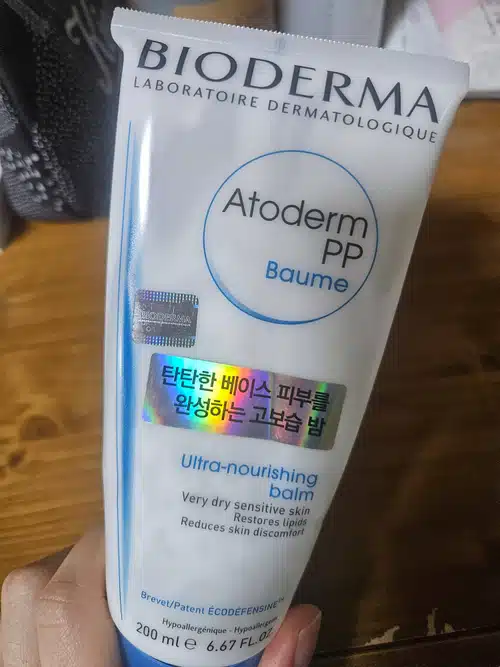 BIODERMA
LABORATOIRE DERMATOLOGIQUE
Atoderm
PP
Baume
BIODERMA
탄탄한 베이스 피부를
완성하는 고보습 밤
Ultra-nourishing
balm
Very dry sensitive skin
Restores lipids
Reduces skin discomfort
Brevet/Patent ÉCODÉFENSINE™
Hypoallergénique - Hypoallergenic
200 ml e 6.67 FL.OZ